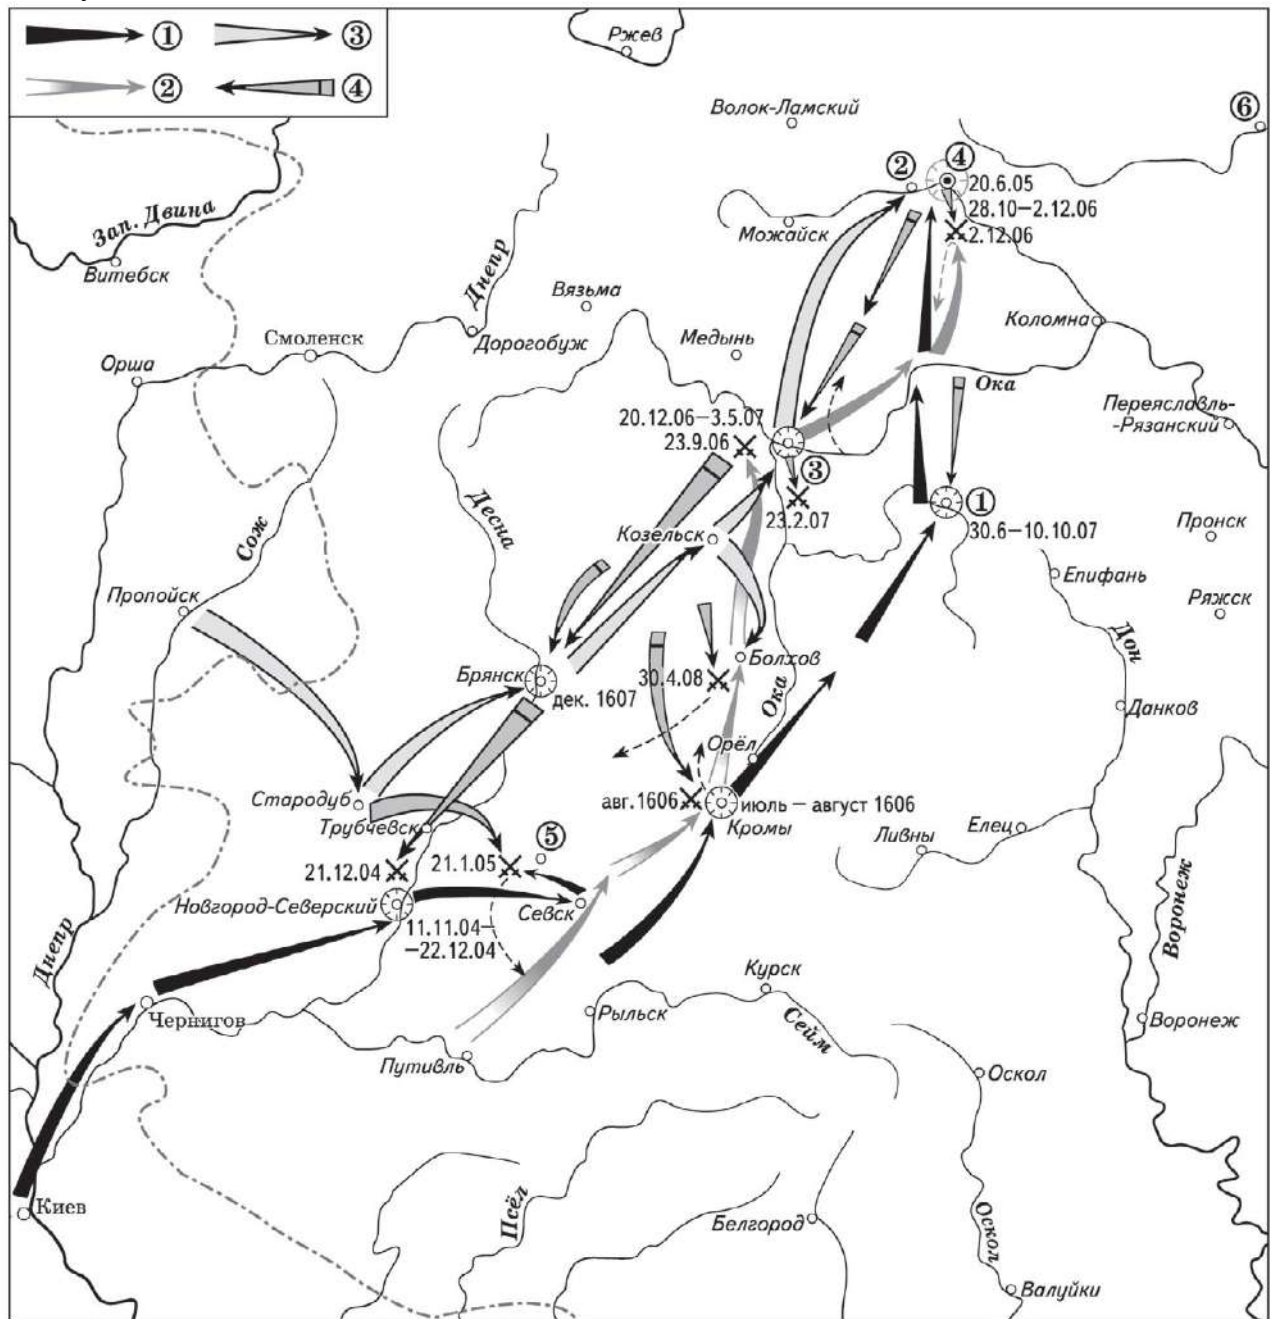 ①
③
②
④
Ржев
Волок-Ламский
⑥
②
④
20.6.05
28.10–2.12.06
2.12.06
Зап. Двина
Можайск
Витебск
Днепр
Вязьма
Коломна
Смоленск
Дорогобуж
Медынь
Орша
Ока
Переяславль-
-Рязанский
20.12.06–3.5.07
23.9.06
③
23.2.07
①
30.6–10.10.07
Десна
Сож
Козельск
Пронск
Епифань
Ряжск
Пропойск
Дон
Болхов
Брянск
30.4.08
дек. 1607
Ока
Данков
Орёл
Стародуб
авг. 1606
июль – август 1606
Трубчевск
Кромы
Ливны
Елец
⑤
21.12.04
21.1.05
Новгород-Северский
Севск
11.11.04–
–22.12.04
Воронеж
Днепр
Курск
Чернигов
Рыльск
Сейм
Воронеж
Путивль
Оскол
Киев
Псёл
Белгород
Оскол
Валуйки